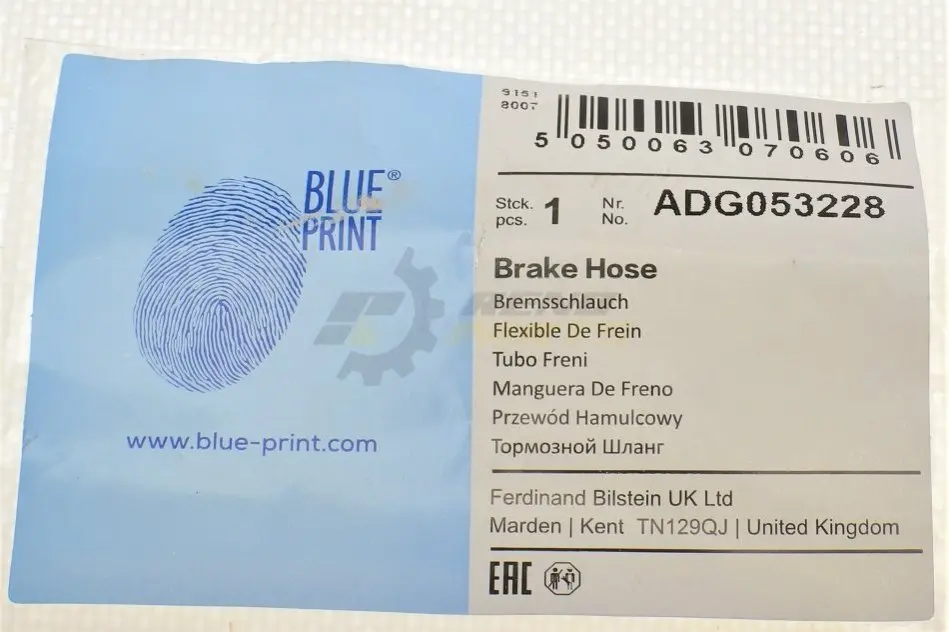 BLUE®
PRINT
www.blue-print.com
9151
8007
5 050063 070606
Stck. 1 Nr. ADG053228
pcs. No.
Brake Hose
Bremsschlauch
Flexible De Frein
Tubo Freni
Manguera De Freno
Przewód Hamulcowy
Тормозной Шланг
Ferdinand Bilstein UK Ltd
Marden | Kent TN129QJ | United Kingdom
EAC